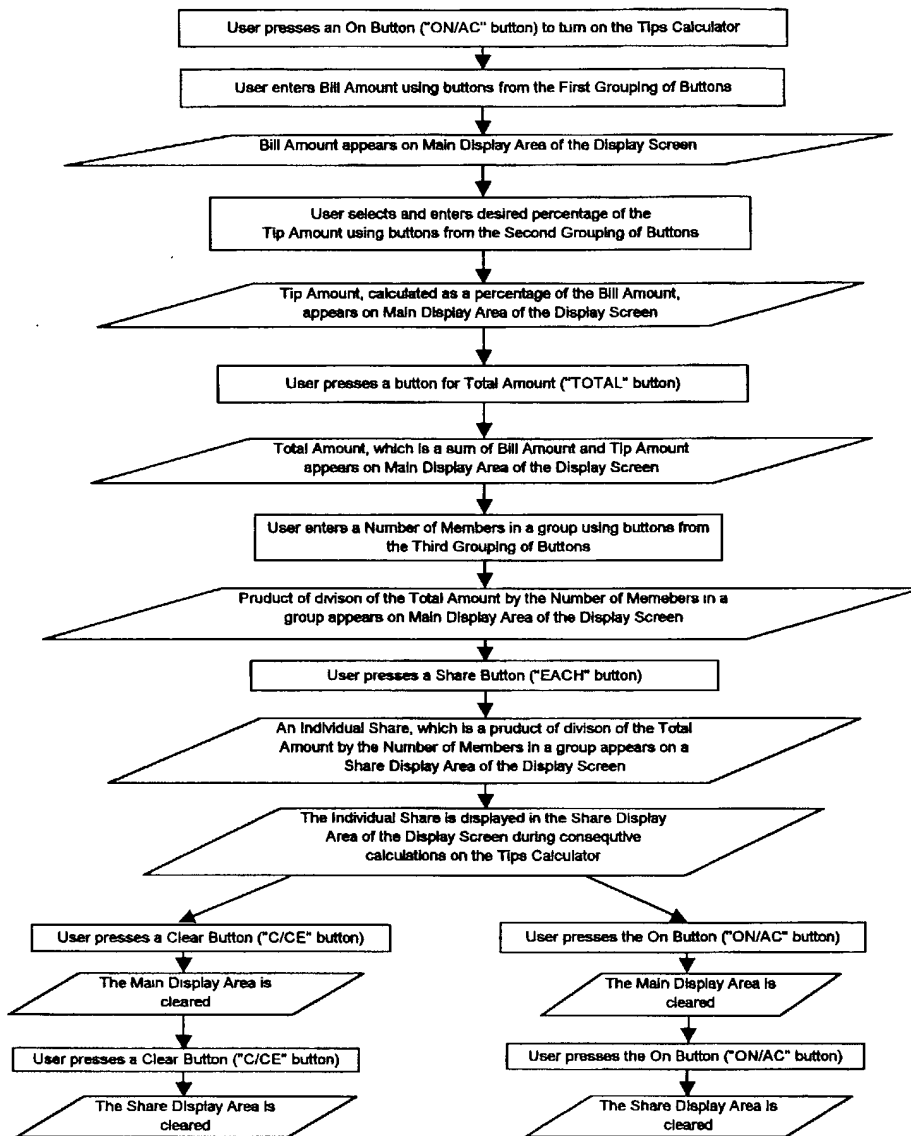 User presses an On Button ("ON/AC" button) to turn on the Tips Calculator
User enters Bill Amount using buttons from the First Grouping of Buttons
Bill Amount appears on Main Display Area of the Display Screen
User selects and enters desired percentage of the
Tip Amount using buttons from the Second Grouping of Buttons
Tip Amount, calculated as a percentage of the Bill Amount,
appears on Main Display Area of the Display Screen
User presses a button for Total Amount ("TOTAL" button)
Total Amount, which is a sum of Bill Amount and Tip Amount
appears on Main Display Area of the Display Screen
User enters a Number of Members in a group using buttons from
the Third Grouping of Buttons
Pruduct of divison of the Total Amount by the Number of Memebers in a
group appears on Main Display Area of the Display Screen
User presses a Share Button ("EACH" button)
An Individual Share, which is a pruduct of divison of the Total
Amount by the Number of Members in a group appears on a
Share Display Area of the Display Screen
The Individual Share is displayed in the Share Display
Area of the Display Screen during consequtive
calculations on the Tips Calculator
User presses a Clear Button ("C/CE" button)
The Main Display Area is
cleared
User presses a Clear Button ("C/CE" button)
The Share Display Area is
cleared
User presses the On Button ("ON/AC" button)
The Main Display Area is
cleared
User presses the On Button ("ON/AC" button)
The Share Display Area is
cleared